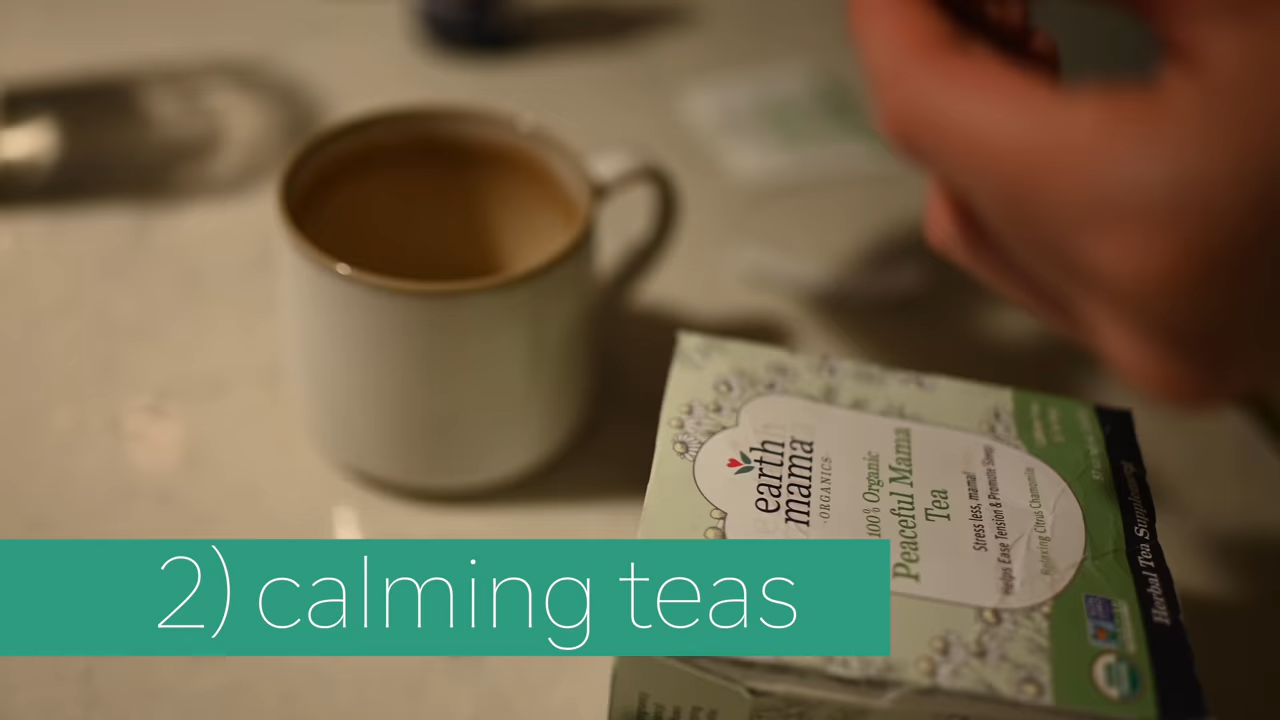 2) calming teas
earth
mama
·ORGANICS·
100% Organic
Peaceful Mama
Tea
Stress less, mama!
Helps Ease Tension & Promote Sleep
Relaxing Citrus Chamomile
Herbal Tea Supplement